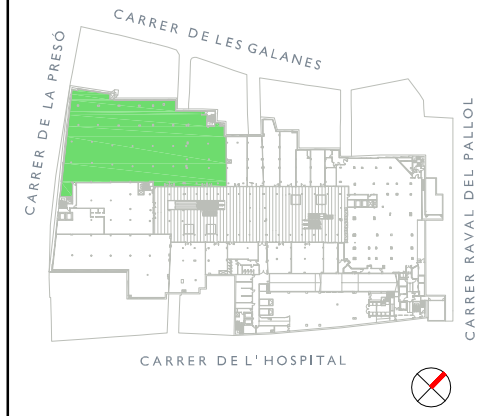 CARRER DE LES GALANES
CARRER DE LA PRESÓ
CARRER RAVAL DEL PALLOL
CARRER DE L'HOSPITAL